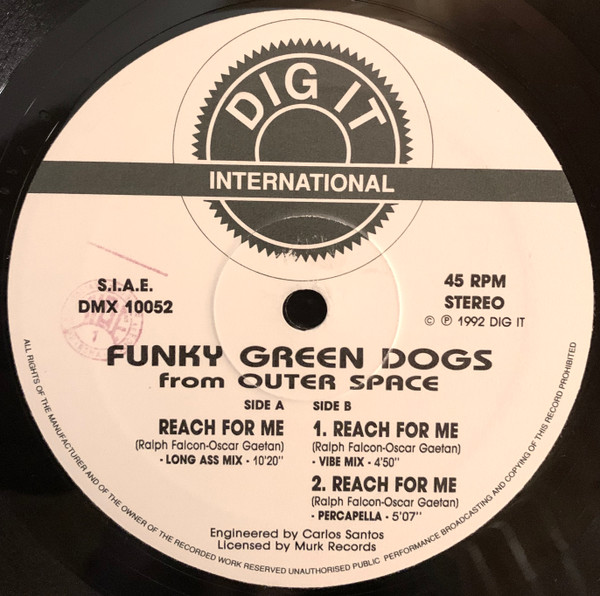 DIG IT
INTERNATIONAL
S.I.A.E.
DMX 10052
45 RPM
STEREO
© ℗ 1992 DIG IT
FUNKY GREEN DOGS
from OUTER SPACE
SIDE A
REACH FOR ME
(Ralph Falcon-Oscar Gaetan)
- LONG ASS MIX - 10'20"
SIDE B
1. REACH FOR ME
(Ralph Falcon-Oscar Gaetan)
- VIBE MIX - 4'50"
2. REACH FOR ME
(Ralph Falcon-Oscar Gaetan)
- PERCAPELLA - 5'07"
Engineered by Carlos Santos
Licensed by Murk Records
ALL RIGHTS OF THE MANUFACTURER AND OF THE OWNER OF THE RECORDED WORK RESERVED UNAUTHORISED PUBLIC PERFORMANCE BROADCASTING AND COPYING OF THIS RECORD PROHIBITED